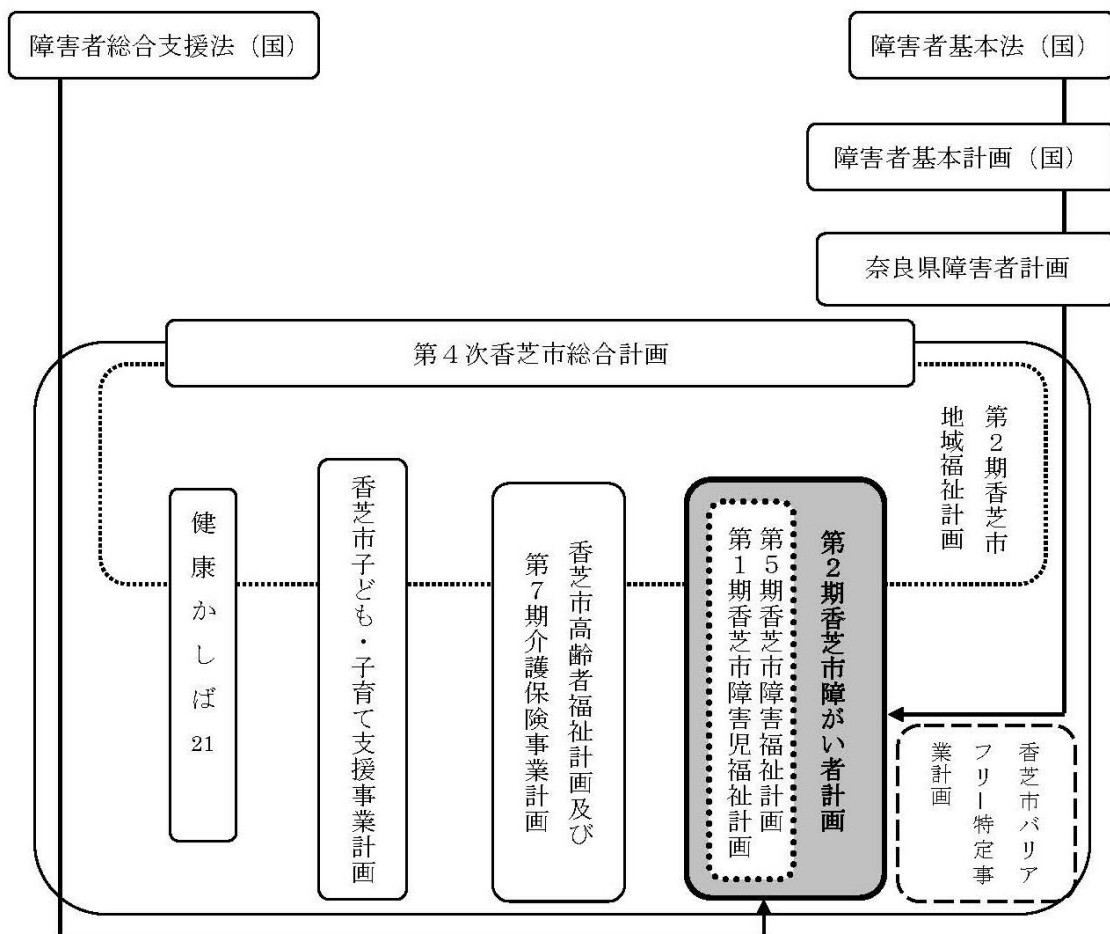 障害者総合支援法（国）
障害者基本法（国）
障害者基本計画（国）
奈良県障害者計画
第４次香芝市総合計画
第２期香芝市
地域福祉計画
第２期香芝市障がい者計画
第５期香芝市障害福祉計画
第１期香芝市障害児福祉計画
香芝市高齢者福祉計画及び
第７期介護保険事業計画
香芝市子ども・子育て支援事業計画
健康かしば21
香芝市バリア
フリー特定事
業計画